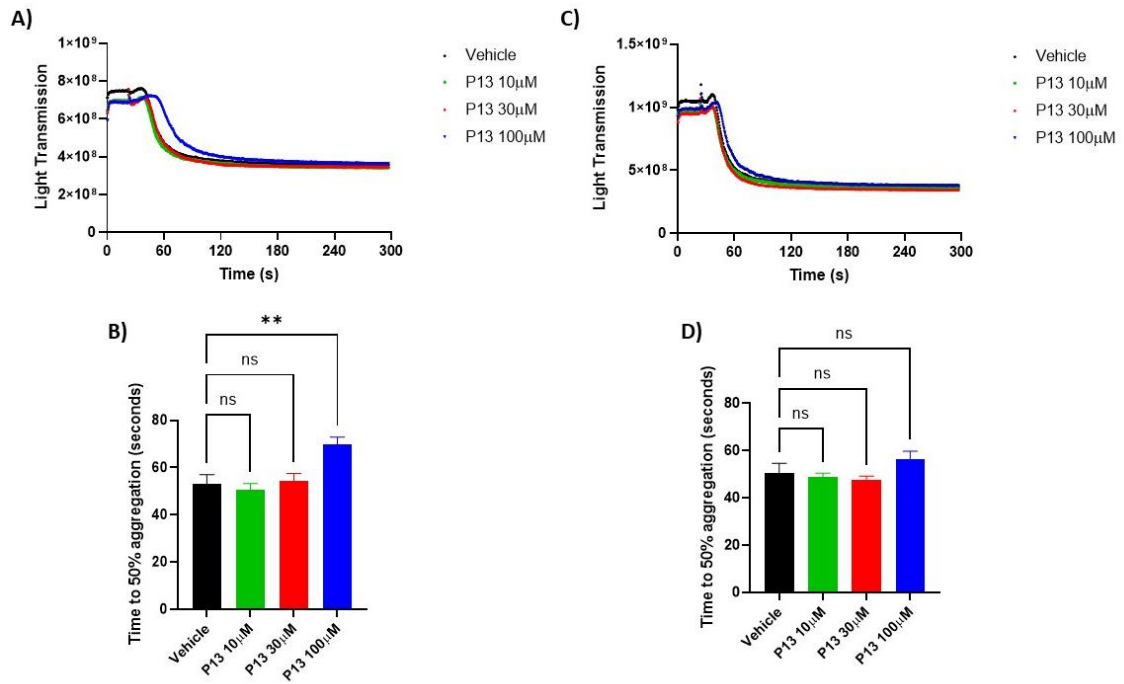 A)
1×10⁹
8×10⁸
6×10⁸
4×10⁸
2×10⁸
0
Light Transmission
0 60 120 180 240 300
Time (s)
Vehicle
P13 10μM
P13 30μM
P13 100μM
C)
1.5×10⁹
1×10⁹
5×10⁸
0
Light Transmission
0 60 120 180 240 300
Time (s)
Vehicle
P13 10μM
P13 30μM
P13 100μM
B)
**
ns
ns
80
60
40
20
0
Time to 50% aggregation (seconds)
Vehicle
P13 10μM
P13 30μM
P13 100μM
D)
ns
ns
ns
80
60
40
20
0
Time to 50% aggregation (seconds)
Vehicle
P13 10μM
P13 30μM
P13 100μM